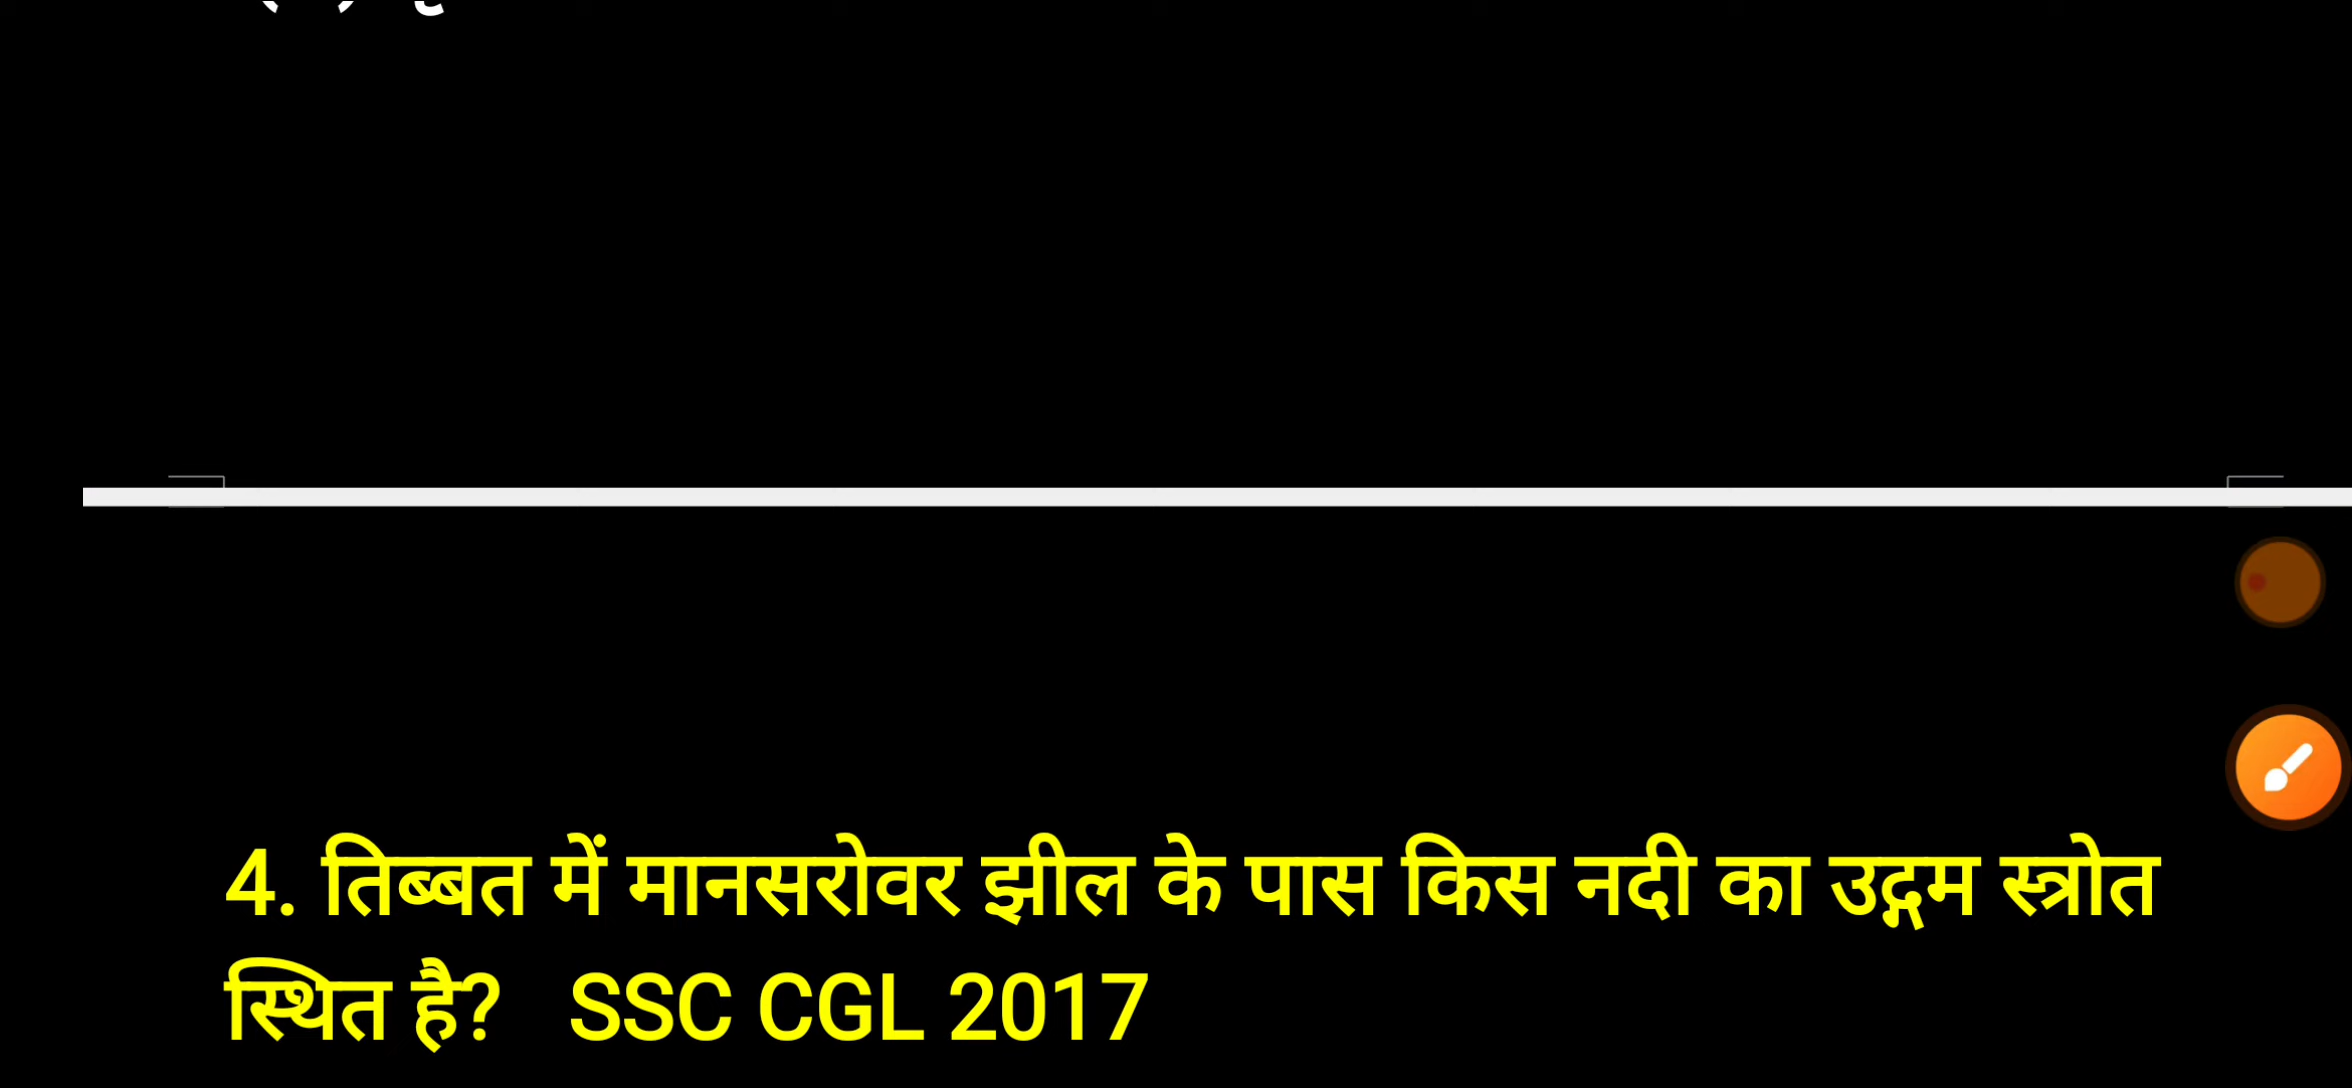 4. तिब्बत में मानसरोवर झील के पास किस नदी का उद्गम स्त्रोत
स्थित है? SSC CGL 2017